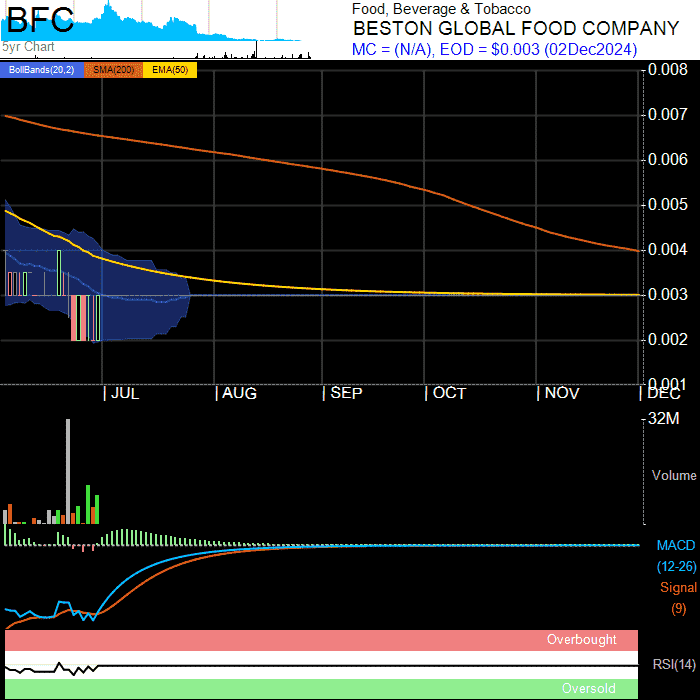 BFC
5yr Chart
Food, Beverage & Tobacco
BESTON GLOBAL FOOD COMPANY
MC = (N/A), EOD = $0.003 (02Dec2024)
BollBands(20,2) SMA(200) EMA(50)
0.008
0.007
0.006
0.005
0.004
0.003
0.002
0.001
JUL AUG SEP OCT NOV DEC
32M
Volume
MACD
(12-26)
Signal
(9)
Overbought
RSI(14)
Oversold